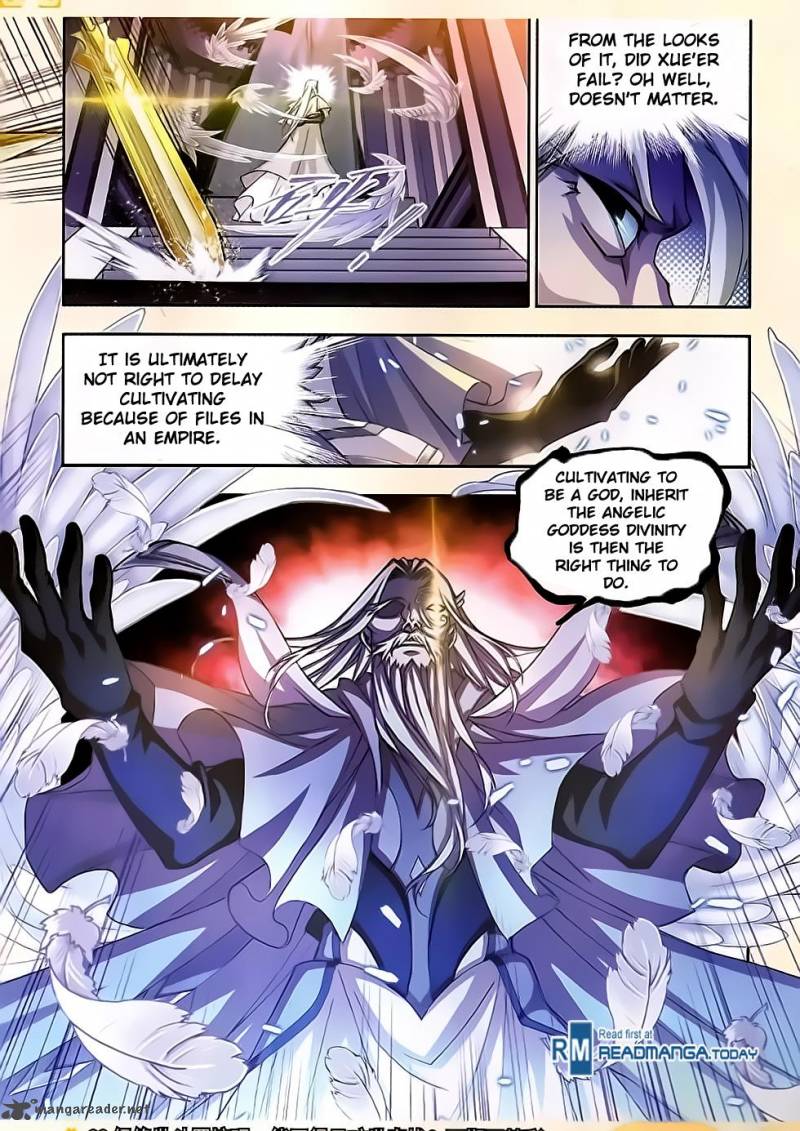 FROM THE LOOKS
OF IT, DID XUE'ER
FAIL? OH WELL,
DOESN'T MATTER.
IT IS ULTIMATELY
NOT RIGHT TO DELAY
CULTIVATING
BECAUSE OF FILES IN
AN EMPIRE.
CULTIVATING TO
BE A GOD, INHERIT
THE ANGELIC
GODDESS DIVINITY
IS THEN THE
RIGHT THING TO
DO.
Read first at
RM READMANGA.TODAY
mangareader.net